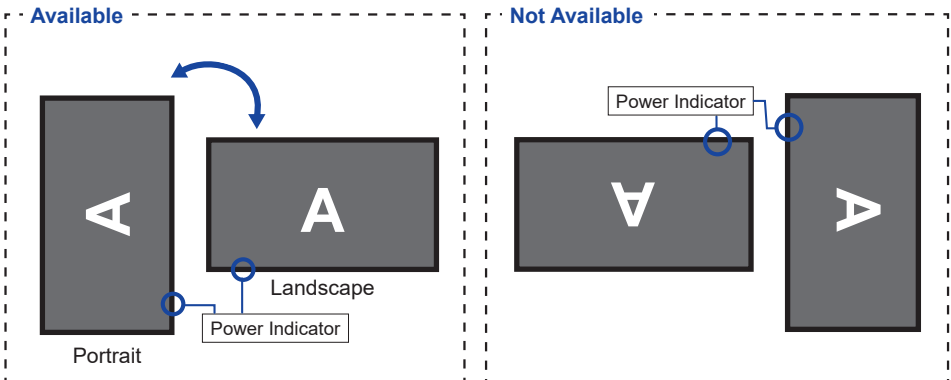 Available
A
A
Landscape
Power Indicator
Portrait
Not Available
Power Indicator
A
A